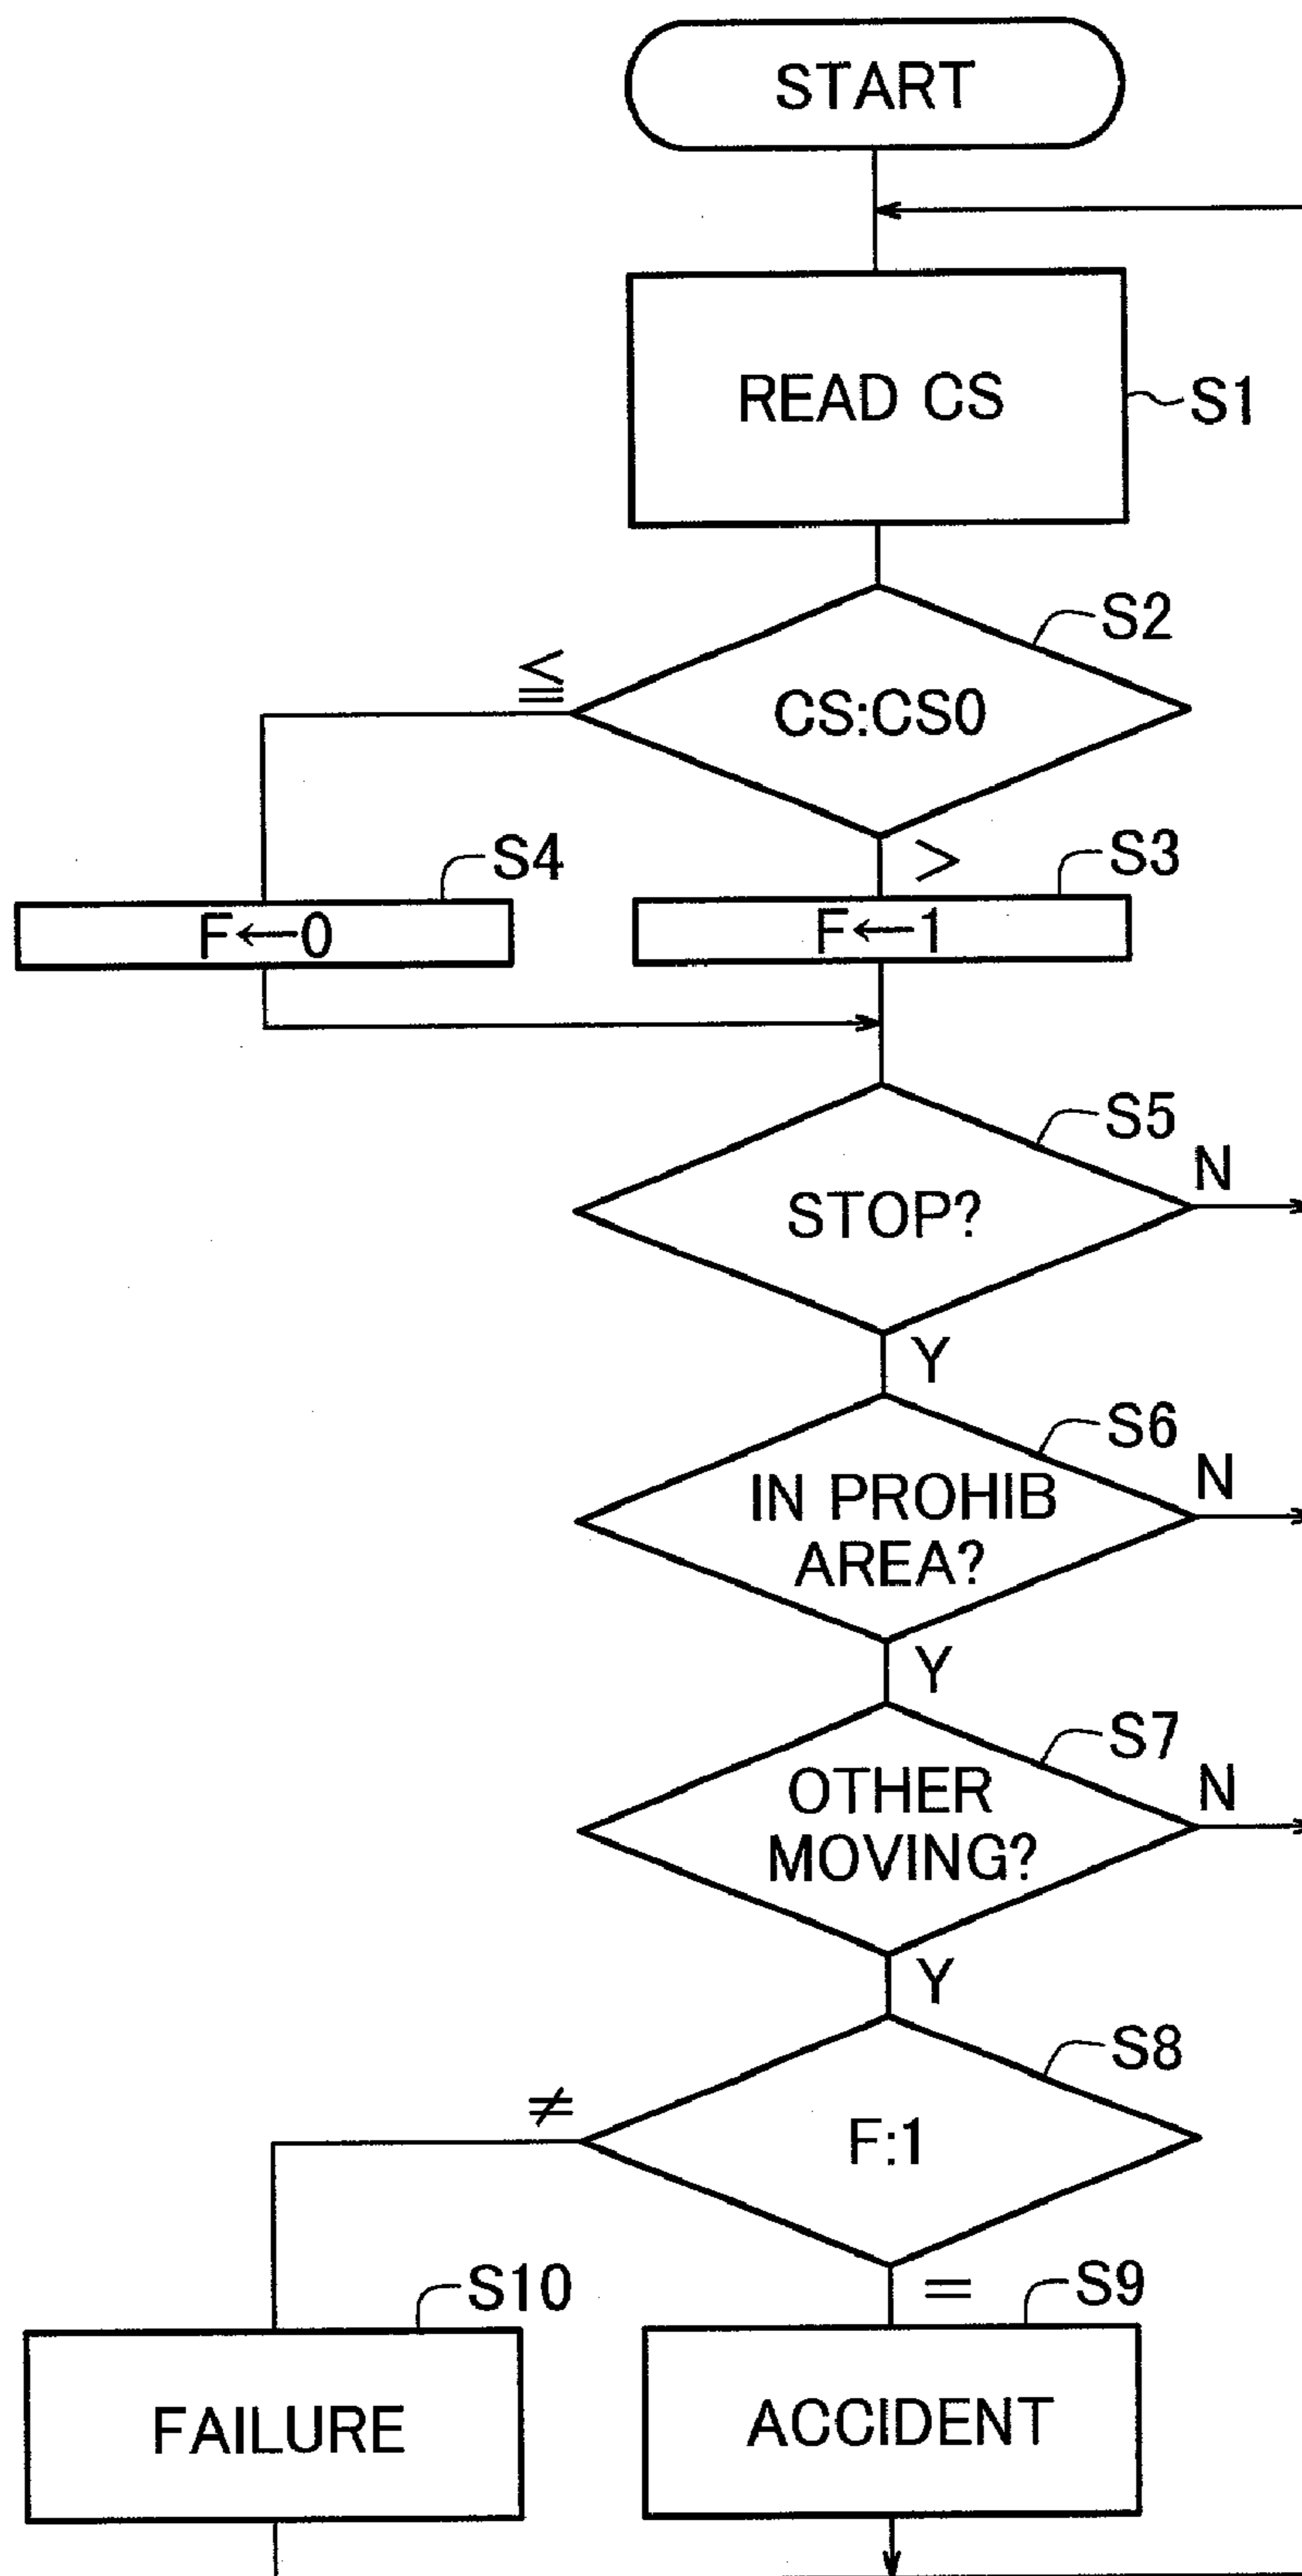 START
READ CS
S1
S2
≦
CS:CS0
>
S4
S3
F←0
F←1
S5
N
STOP?
Y
S6
N
IN PROHIB
AREA?
Y
S7
N
OTHER
MOVING?
Y
S8
≠
F:1
=
S10
S9
FAILURE
ACCIDENT